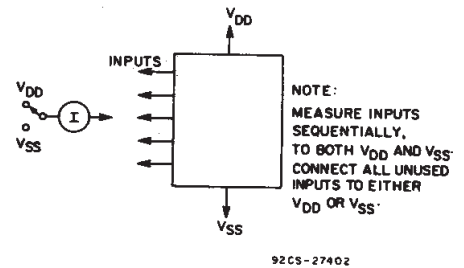 VDD
INPUTS
VDD
I
VSS
NOTE:
MEASURE INPUTS
SEQUENTIALLY,
TO BOTH VDD AND VSS.
CONNECT ALL UNUSED
INPUTS TO EITHER
VDD OR VSS.
VSS
92CS-27402